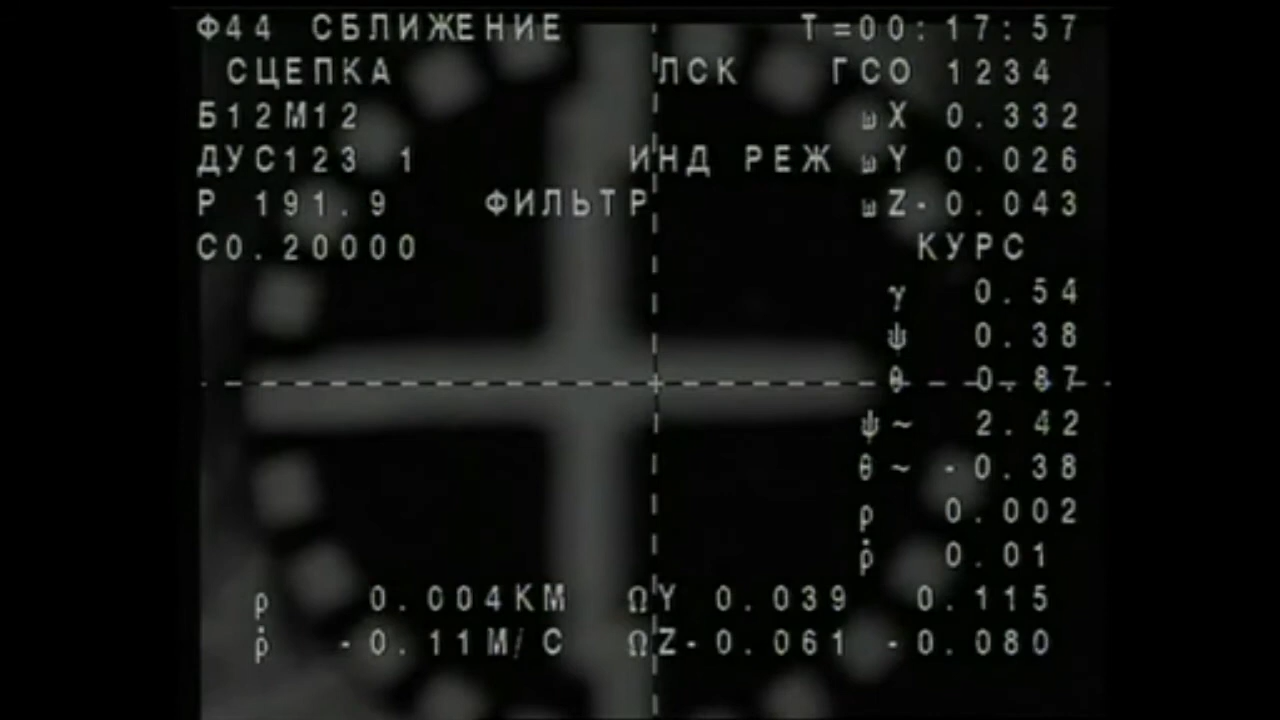 Ф44 СБЛИЖЕНИЕ T=00:17:57
СЦЕПКА ЛСК ГСО 1234
Б12М12 ωX 0.332
ДУС123 1 ИНД РЕЖ ωY 0.026
Р 191.9 ФИЛЬТР ωZ-0.043
С0.20000 КУРС
γ 0.54
ψ 0.38
θ 0.87
ψ~ 2.42
θ~ -0.38
ρ 0.002
ρ̇ 0.01
ρ 0.004КМ ΩY 0.039 0.115
ρ̇ -0.11М/С ΩZ-0.061 -0.080